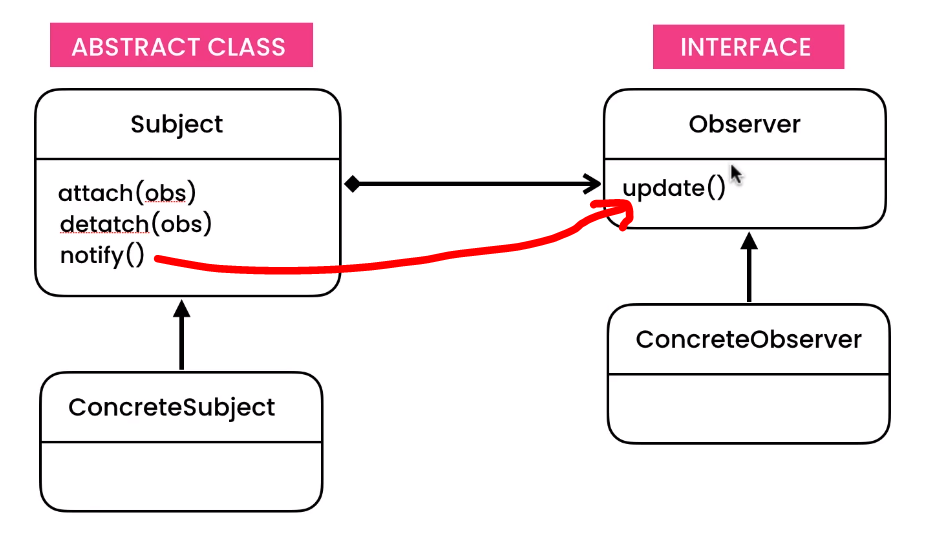 ABSTRACT CLASS
INTERFACE
Subject
attach(obs)
detatch(obs)
notify()
Observer
update()
ConcreteSubject
ConcreteObserver